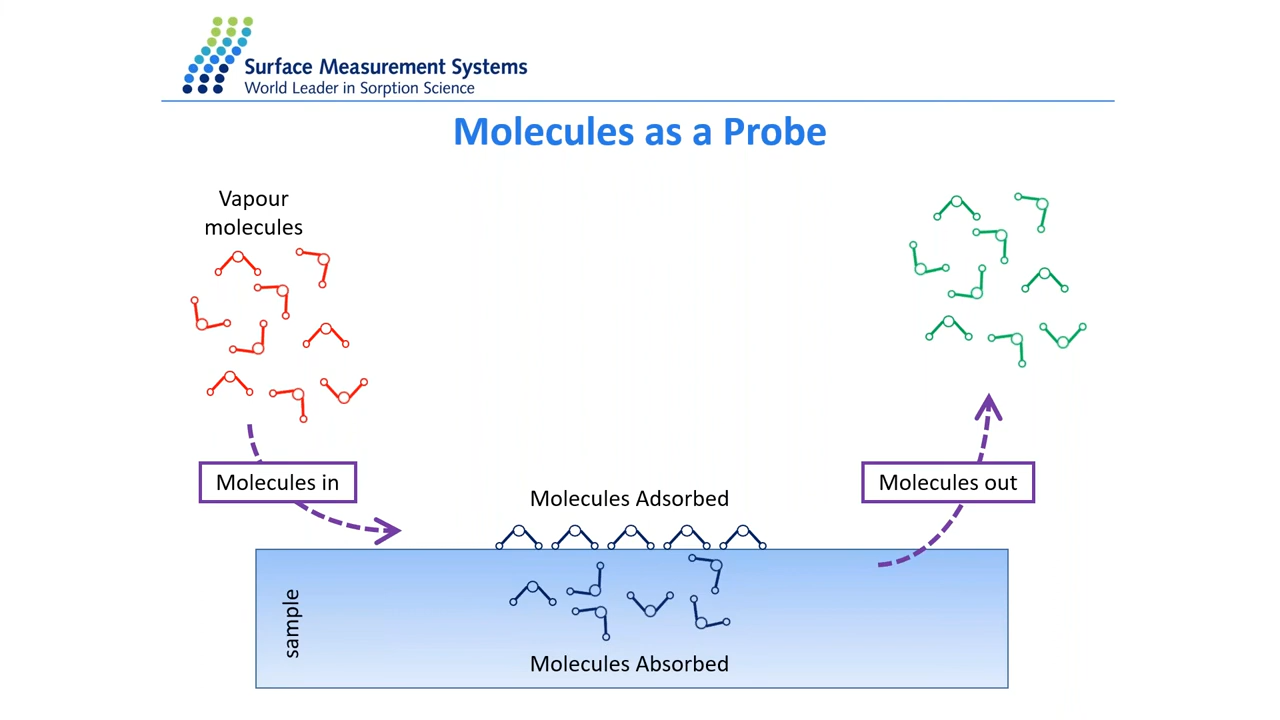 Surface Measurement Systems
World Leader in Sorption Science
Molecules as a Probe
Vapour
molecules
Molecules in
Molecules out
Molecules Adsorbed
sample
Molecules Absorbed